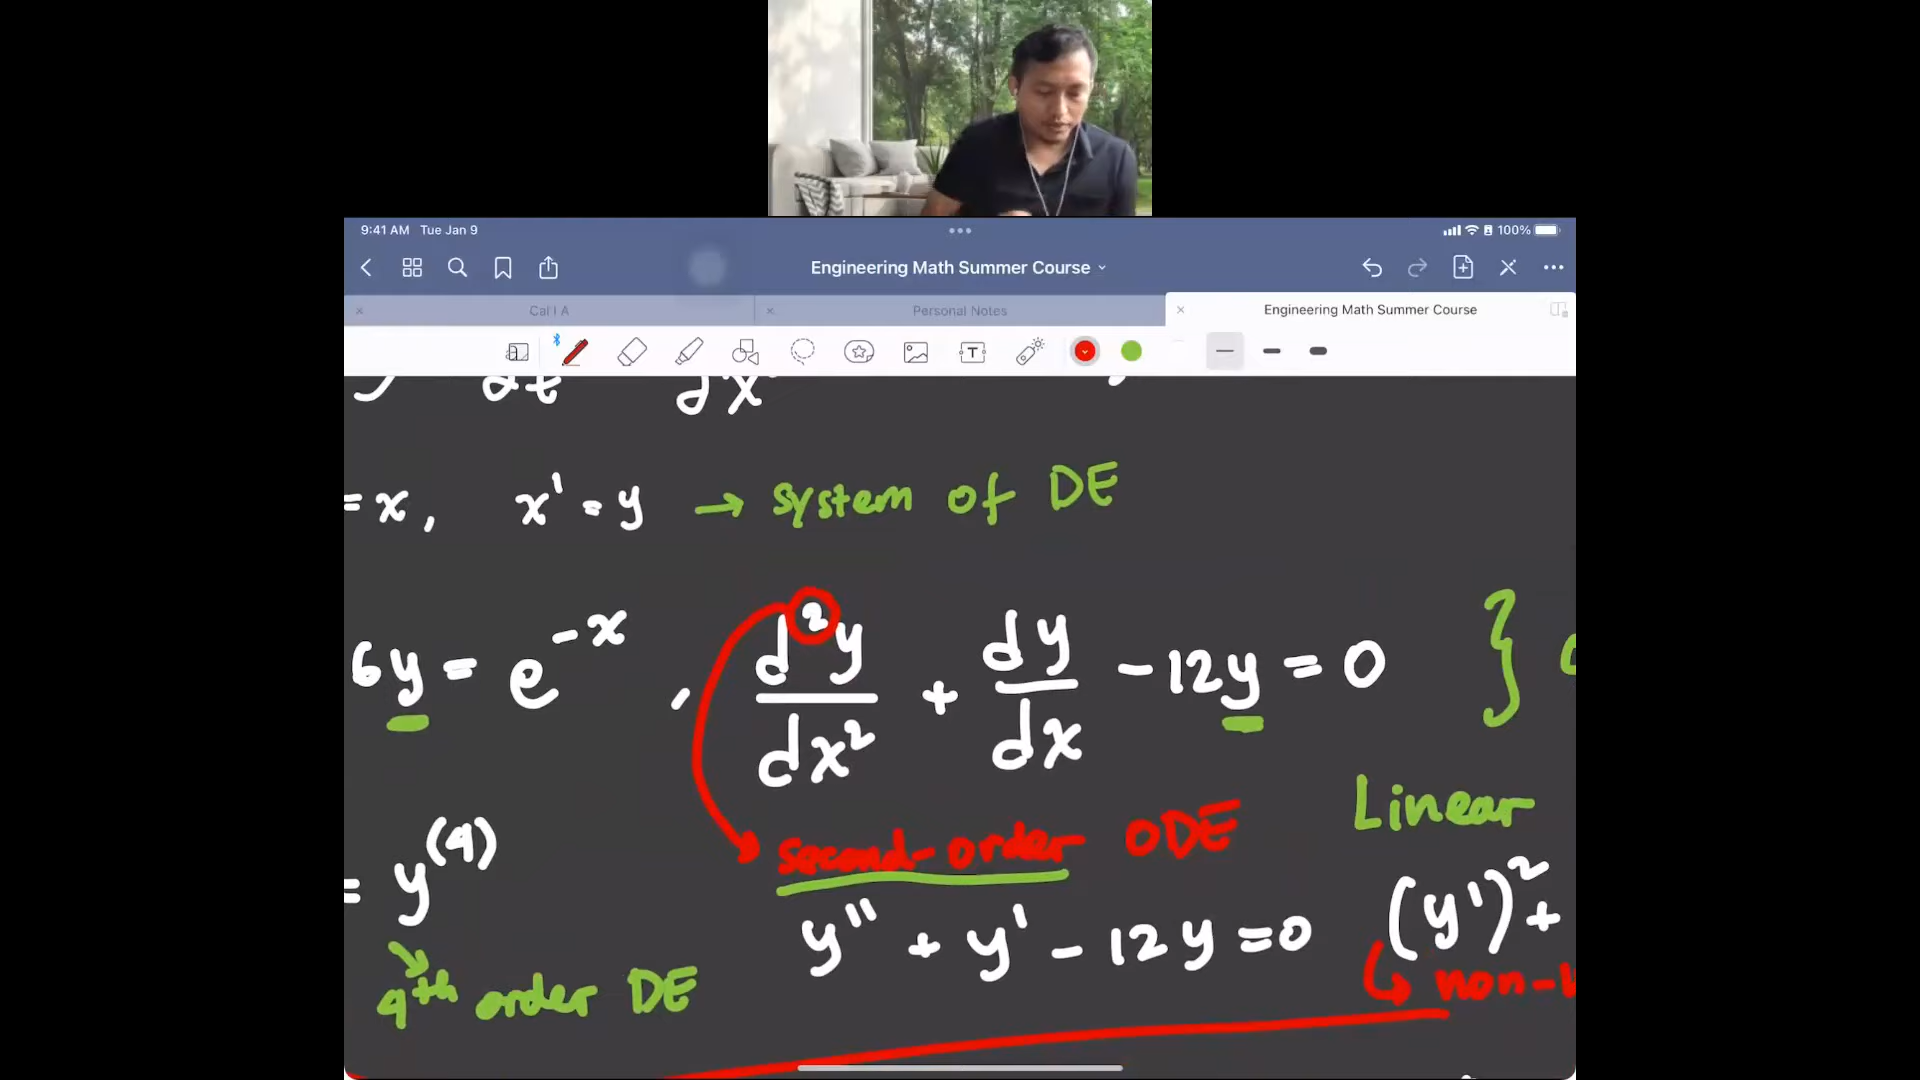 9:41 AM Tue Jan 9
100%
Engineering Math Summer Course
Cal I A
Personal Notes
Engineering Math Summer Course
∂t ∂x
= x, x' = y → system of DE
6y = e^{-x}, d²y/dx² + dy/dx - 12y = 0 }
Linear
second-order ODE
= y^{(4)}
y'' + y' - 12y = 0
(y')² +
4th order DE
non-